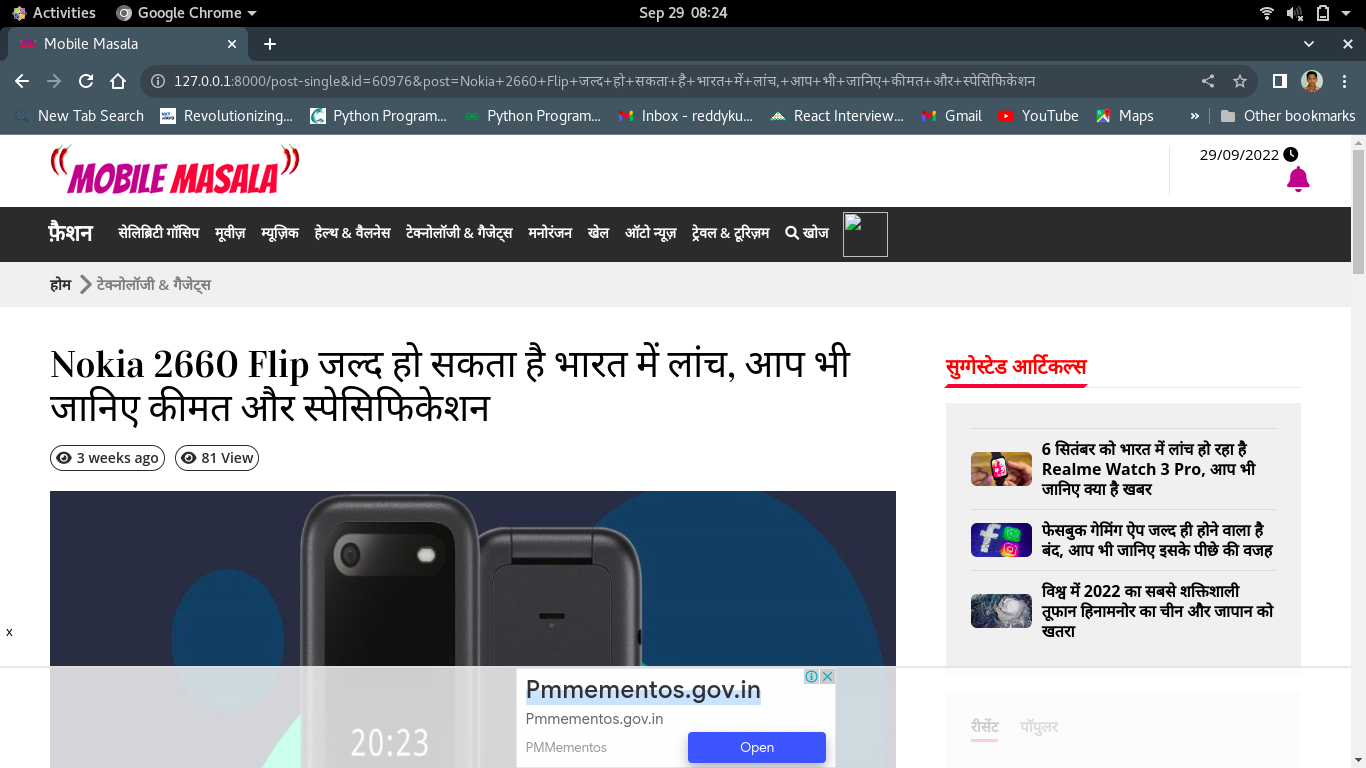 Activities
Google Chrome
Sep 29 08:24
Mobile Masala
127.0.0.1:8000/post-single&id=60976&post=Nokia+2660+Flip+जल्द+हो+सकता+है+भारत+में+लांच,+आप+भी+जानिए+कीमत+और+स्पेसिफिकेशन
New Tab Search
Revolutionizing...
Python Program...
Python Program...
Inbox - reddyku...
React Interview...
Gmail
YouTube
Maps
»
Other bookmarks
MOBILE MASALA
29/09/2022
फ़ैशन
सेलिब्रिटी गॉसिप
मूवीज़
म्यूज़िक
हेल्थ & वैलनेस
टेक्नोलॉजी & गैजेट्स
मनोरंजन
खेल
ऑटो न्यूज़
ट्रेवल & टूरिज़म
खोज
होम
टेक्नोलॉजी & गैजेट्स
Nokia 2660 Flip जल्द हो सकता है भारत में लांच, आप भी
जानिए कीमत और स्पेसिफिकेशन
3 weeks ago
81 View
20:23
सुग्गेस्टेड आर्टिकल्स
6 सितंबर को भारत में लांच हो रहा है
Realme Watch 3 Pro, आप भी
जानिए क्या है खबर
फेसबुक गेमिंग ऐप जल्द ही होने वाला है
बंद, आप भी जानिए इसके पीछे की वजह
विश्व में 2022 का सबसे शक्तिशाली
तूफान हिनामनोर का चीन और जापान को
खतरा
रीसेंट
पॉपुलर
x
Pmmementos.gov.in
Pmmementos.gov.in
PMMementos
Open